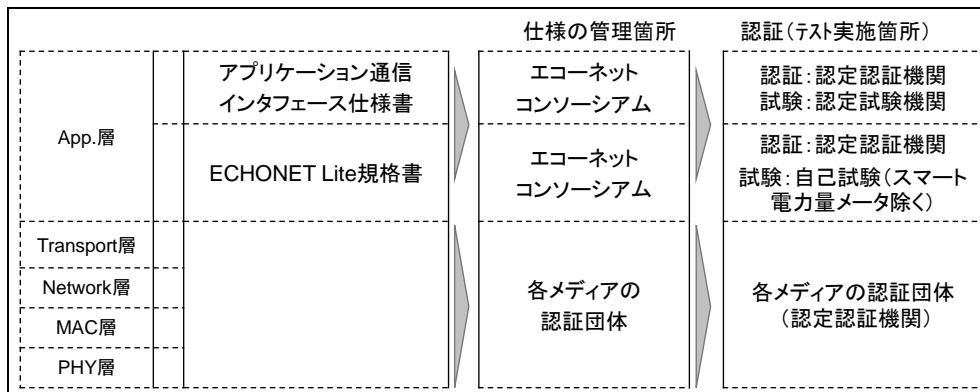 仕様の管理箇所
認証（テスト実施箇所）
App.層
アプリケーション通信
インタフェース仕様書
エコーネット
コンソーシアム
認証：認定認証機関
試験：認定試験機関
ECHONET Lite規格書
エコーネット
コンソーシアム
認証：認定認証機関
試験：自己試験（スマート
電力量メータ除く）
Transport層
Network層
MAC層
PHY層
各メディアの
認証団体
各メディアの認証団体
（認定認証機関）